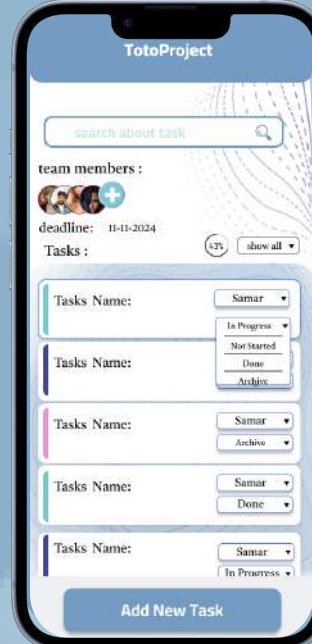 TotoProject
search about task
team members :
deadline: 11-11-2024
Tasks :
43%
show all
Tasks Name:
Samar
In Progress
Not Started
Done
Archive
Tasks Name:
Tasks Name:
Samar
Archive
Tasks Name:
Samar
Done
Tasks Name:
Samar
In Progress
Add New Task